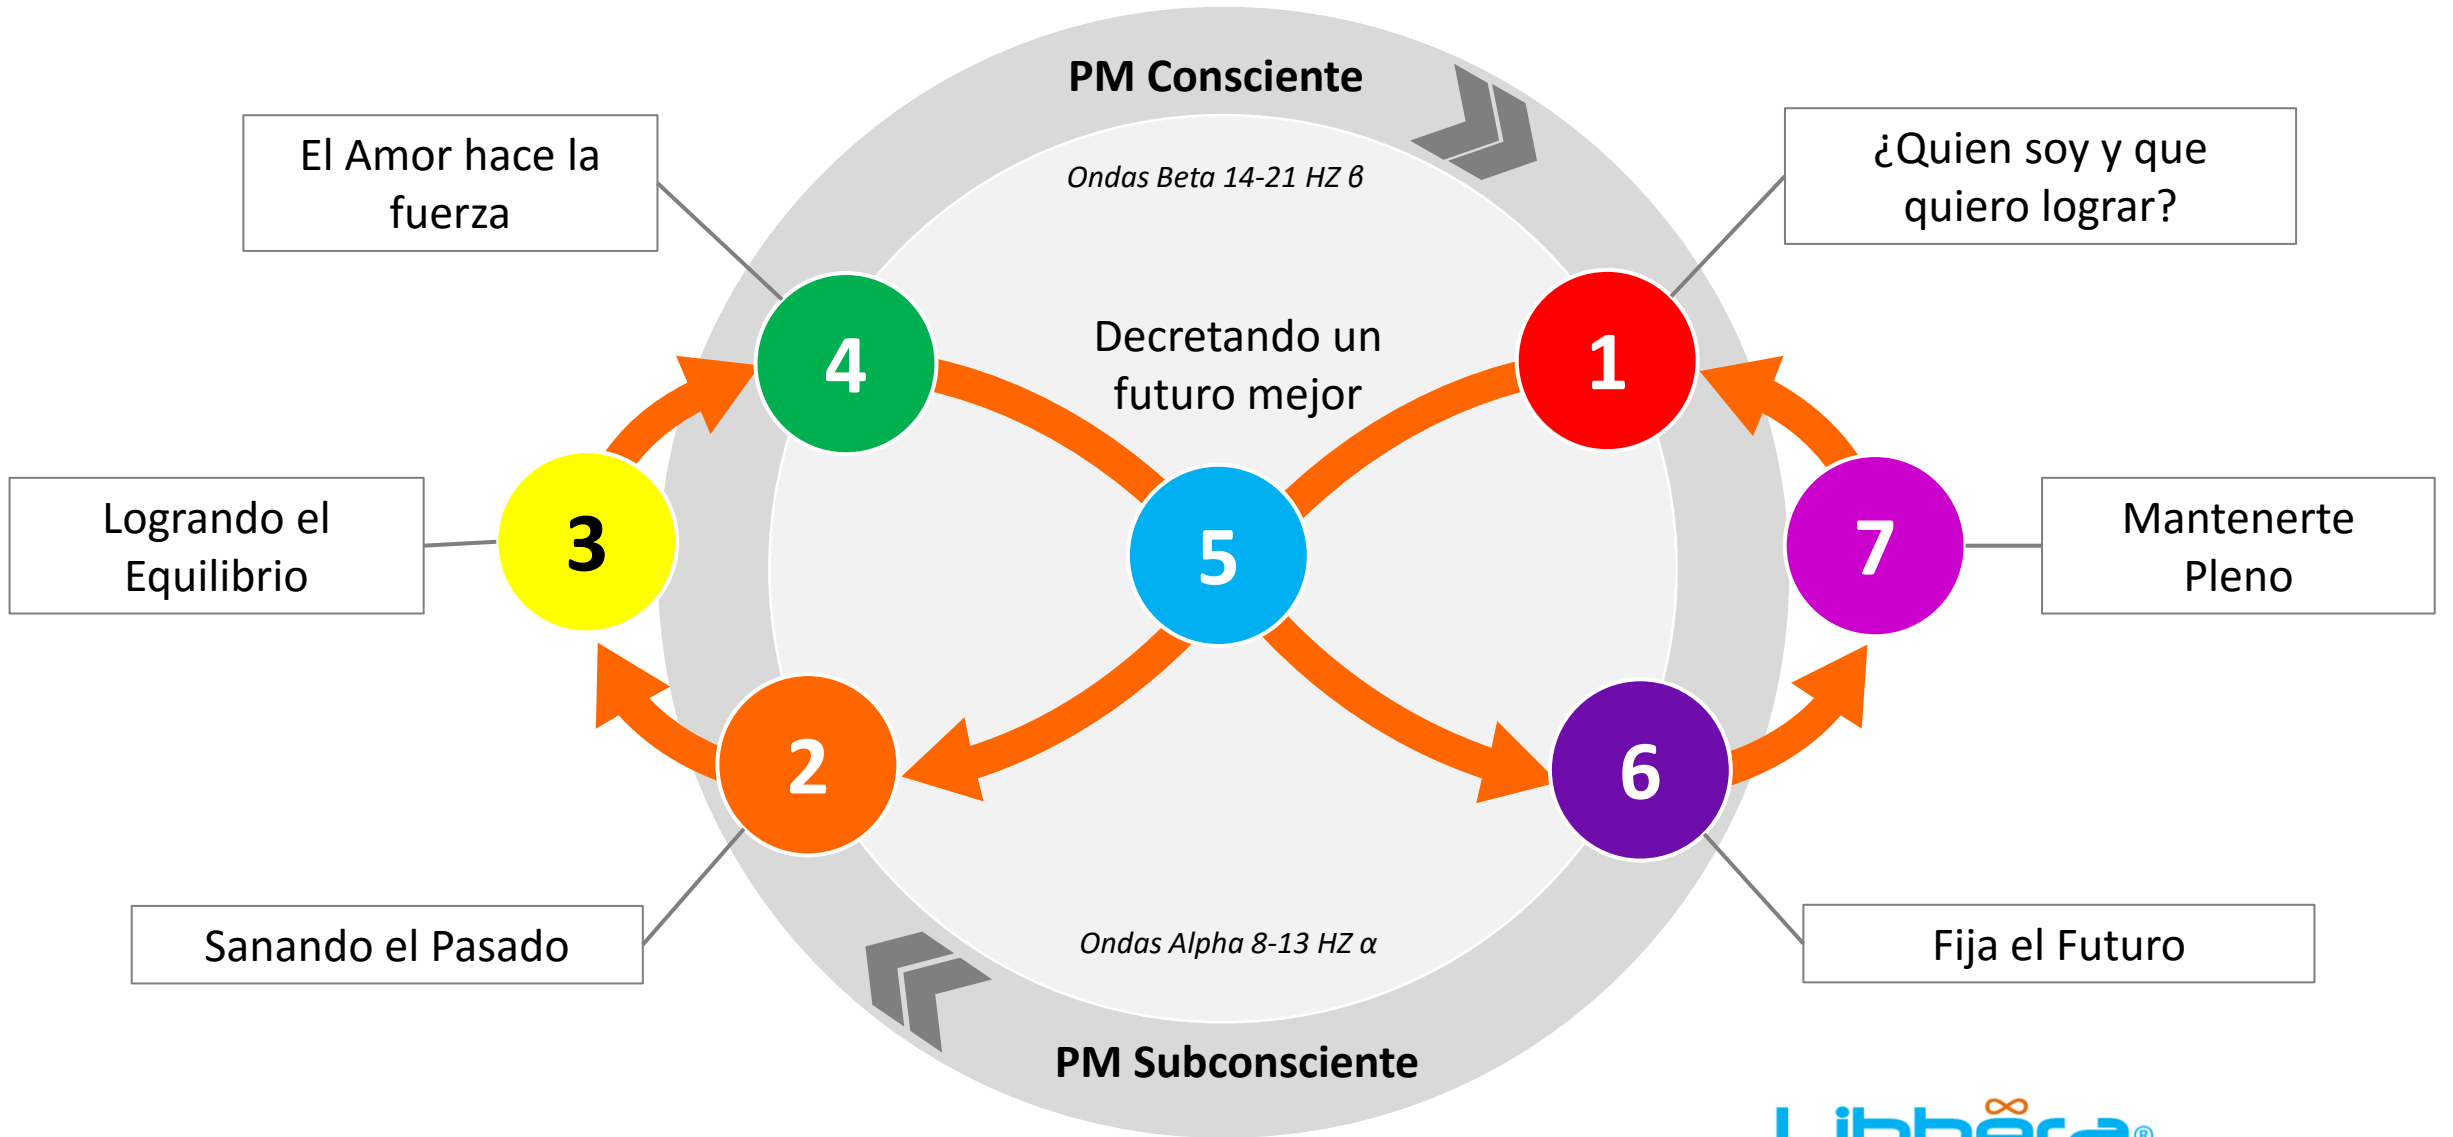 PM Consciente
Ondas Beta 14-21 HZ β
El Amor hace la
fuerza
¿Quien soy y que
quiero lograr?
4
Decretando un
futuro mejor
1
Logrando el
Equilibrio
3
5
7
Mantenerte
Pleno
2
6
Sanando el Pasado
Ondas Alpha 8-13 HZ α
Fija el Futuro
PM Subconsciente